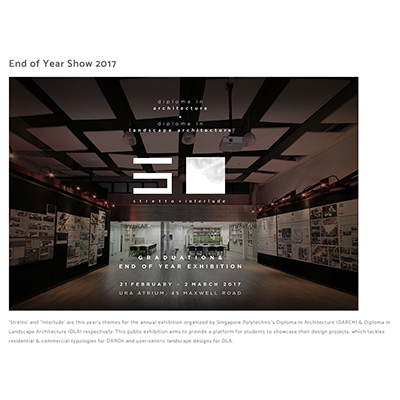 End of Year Show 2017
diploma in
architecture
+
diploma in
landscape architecture
stretto + interlude
GRADUATION &
END OF YEAR EXHIBITION
21 FEBRUARY - 2 MARCH 2017
URA ATRIUM, 45 MAXWELL ROAD
'Stretto' and 'Interlude' are this year's themes for the annual exhibition organized by Singapore Polytechnic's Diploma in Architecture (DARCH) & Diploma in
Landscape Architecture (DLA) respectively. This public exhibition aims to provide a platform for students to showcase their design projects, which tackles
residential & commercial typologies for DARCH and user-centric landscape designs for DLA.